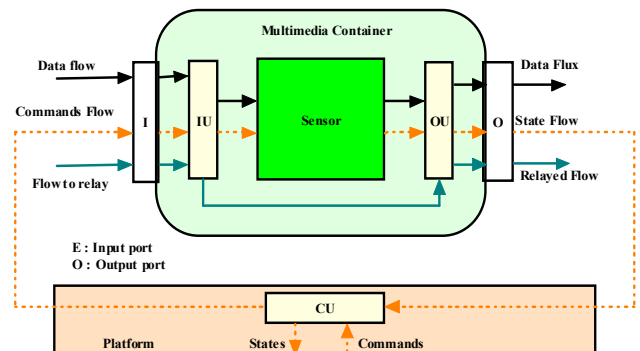 Multimedia Container
Data flow
Data Flux
Commands Flow
I
IU
Sensor
OU
O
State Flow
Flow to relay
Relayed Flow
E : Input port
O : Output port
CU
Platform
States
Commands